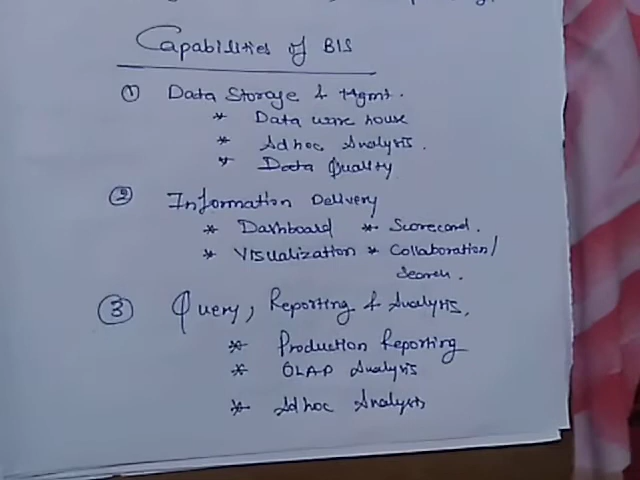 Capabilities of BIS
① Data Storage & Mgmt.
* Data ware house
* Adhoc Analysis.
* Data Quality
② Information Delivery
* Dashboard * Scorecard.
* Visualization * Collaboration/
Search.
③ Query, Reporting & Analysis.
* Production Reporting
* OLAP Analysis
* Adhoc Analysis